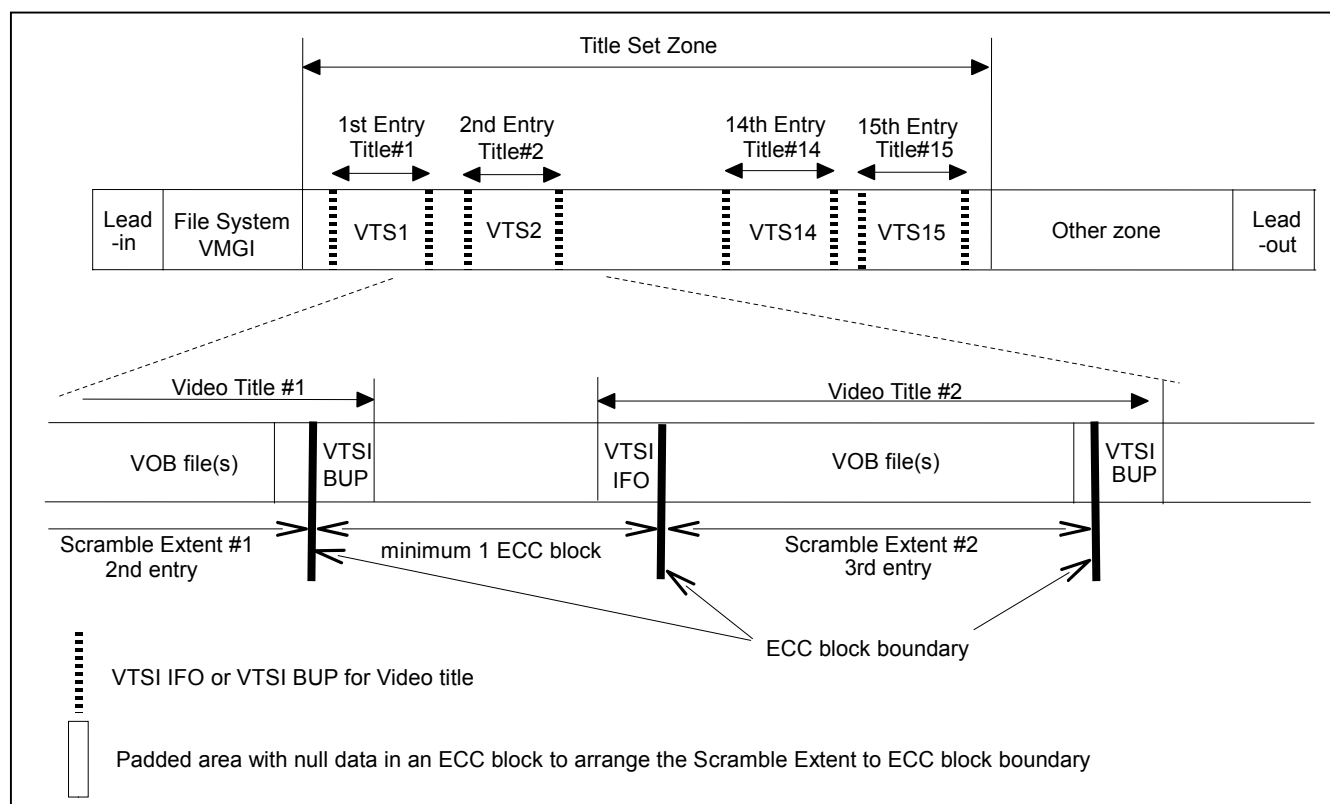 Title Set Zone
1st Entry
Title#1
2nd Entry
Title#2
14th Entry
Title#14
15th Entry
Title#15
Lead
-in
File System
VMGI
VTS1
VTS2
VTS14
VTS15
Other zone
Lead
-out
Video Title #1
Video Title #2
VOB file(s)
VTSI
BUP
VTSI
IFO
VOB file(s)
VTSI
BUP
Scramble Extent #1
2nd entry
minimum 1 ECC block
Scramble Extent #2
3rd entry
ECC block boundary
VTSI IFO or VTSI BUP for Video title
Padded area with null data in an ECC block to arrange the Scramble Extent to ECC block boundary